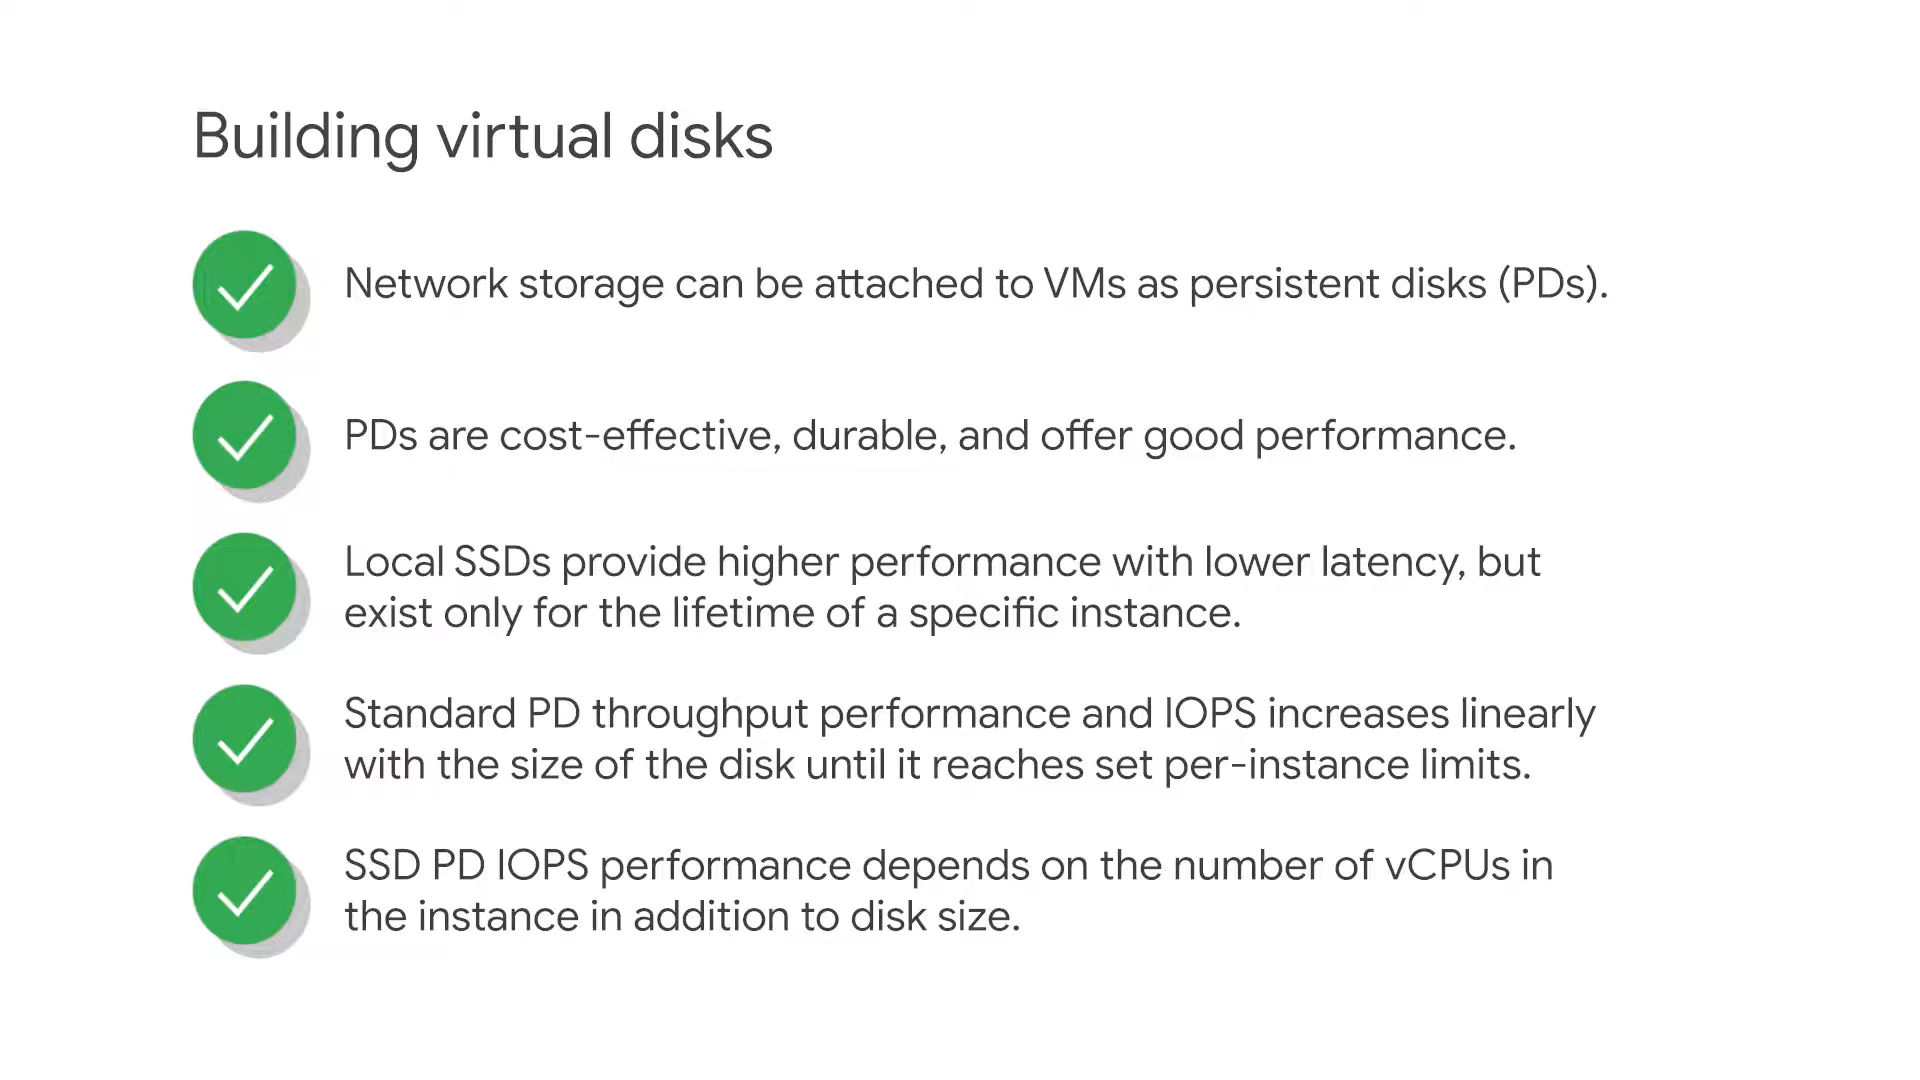 Building virtual disks
Network storage can be attached to VMs as persistent disks (PDs).
PDs are cost-effective, durable, and offer good performance.
Local SSDs provide higher performance with lower latency, but
exist only for the lifetime of a specific instance.
Standard PD throughput performance and IOPS increases linearly
with the size of the disk until it reaches set per-instance limits.
SSD PD IOPS performance depends on the number of vCPUs in
the instance in addition to disk size.